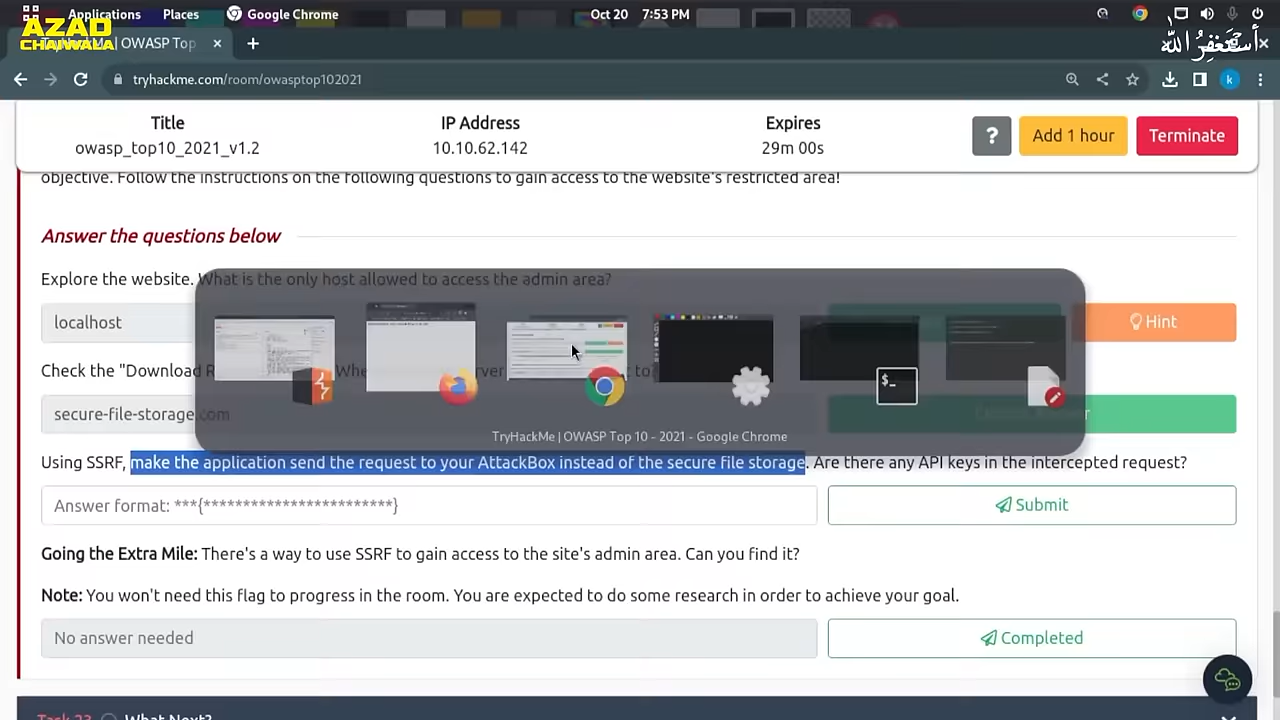 Applications
Places
Google Chrome
Oct 20 7:53 PM
AZAD
CHAIWALA
أستغفر الله
OWASP Top
tryhackme.com/room/owasptop102021
k
Title
IP Address
Expires
owasp_top10_2021_v1.2
10.10.62.142
29m 00s
?
Add 1 hour
Terminate
objective. Follow the instructions on the following questions to gain access to the website's restricted area!
Answer the questions below
Explore the website. What is the only host allowed to access the admin area?
localhost
Hint
Check the "Download
secure-file-storage.com
TryHackMe | OWASP Top 10 - 2021 - Google Chrome
Using SSRF, make the application send the request to your AttackBox instead of the secure file storage. Are there any API keys in the intercepted request?
Answer format: ***{************************}
Submit
Going the Extra Mile: There's a way to use SSRF to gain access to the site's admin area. Can you find it?
Note: You won't need this flag to progress in the room. You are expected to do some research in order to achieve your goal.
No answer needed
Completed
Task 23
What Next?